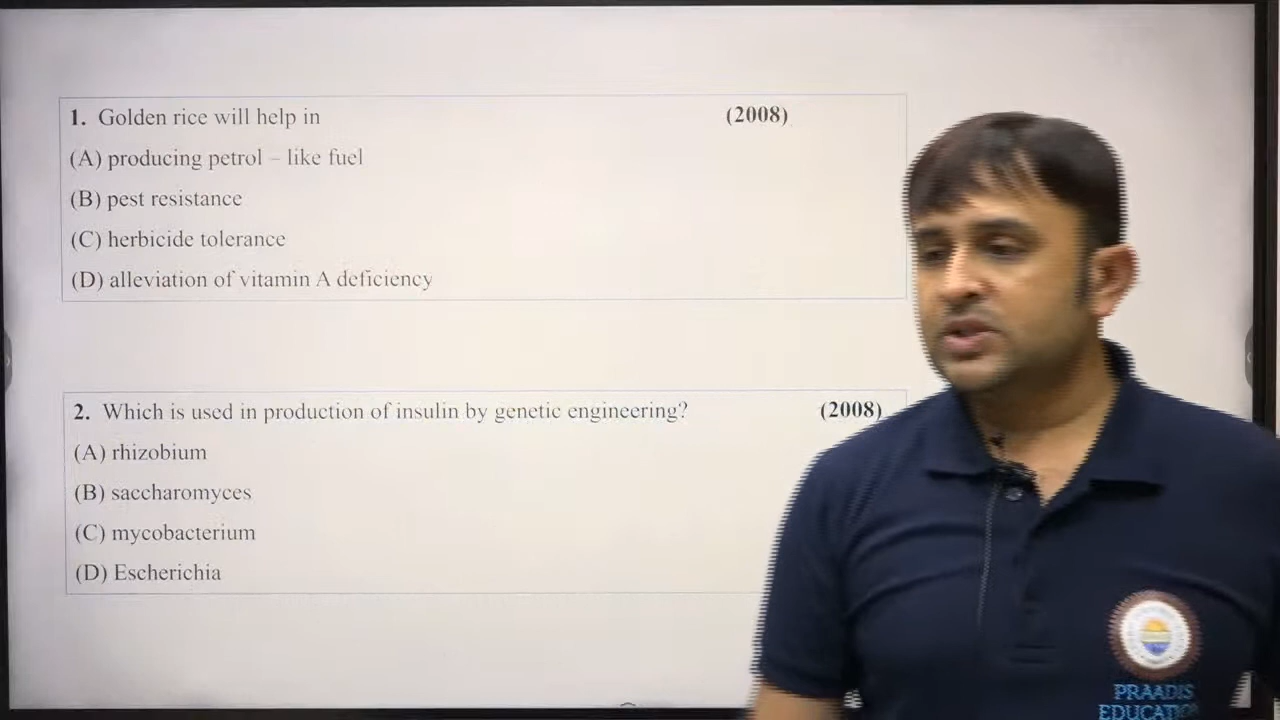 1. Golden rice will help in (2008)
(A) producing petrol – like fuel
(B) pest resistance
(C) herbicide tolerance
(D) alleviation of vitamin A deficiency
2. Which is used in production of insulin by genetic engineering? (2008)
(A) rhizobium
(B) saccharomyces
(C) mycobacterium
(D) Escherichia
PRAADIS
EDUCATION